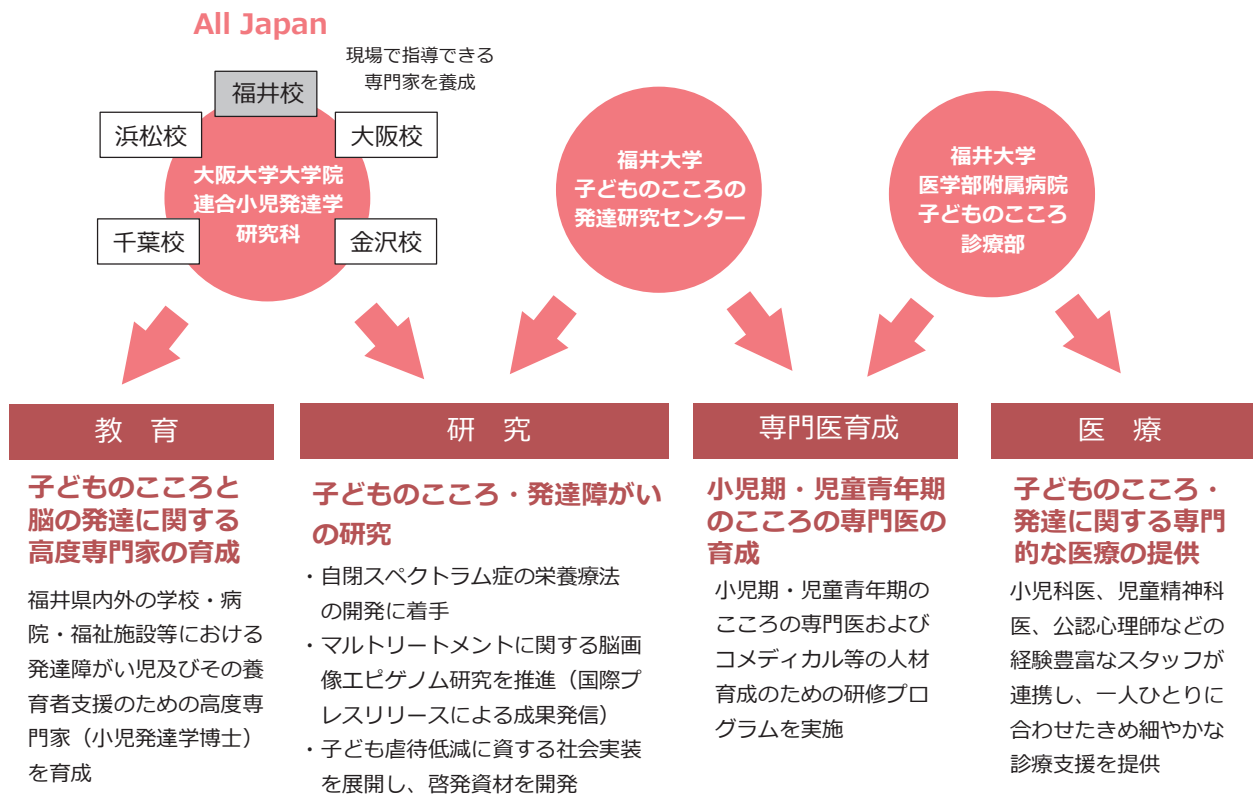 All Japan
現場で指導できる
専門家を養成
福井校
浜松校
大阪校
千葉校
金沢校
大阪大学大学院
連合小児発達学
研究科
福井大学
子どものこころの
発達研究センター
福井大学
医学部附属病院
子どものこころ
診療部
教　育
子どものこころと
脳の発達に関する
高度専門家の育成
福井県内外の学校・病
院・福祉施設等における
発達障がい児及びその養
育者支援のための高度専
門家（小児発達学博士）
を育成
研　究
子どものこころ・発達障がい
の研究
・自閉スペクトラム症の栄養療法
の開発に着手
・マルトリートメントに関する脳画
像エピゲノム研究を推進（国際プ
レスリリースによる成果発信）
・子ども虐待低減に資する社会実装
を展開し、啓発資材を開発
専門医育成
小児期・児童青年期
のこころの専門医の
育成
小児期・児童青年期の
こころの専門医および
コメディカル等の人材
育成のための研修プロ
グラムを実施
医　療
子どものこころ・
発達に関する専門
的な医療の提供
小児科医、児童精神科
医、公認心理師などの
経験豊富なスタッフが
連携し、一人ひとりに
合わせたきめ細やかな
診療支援を提供